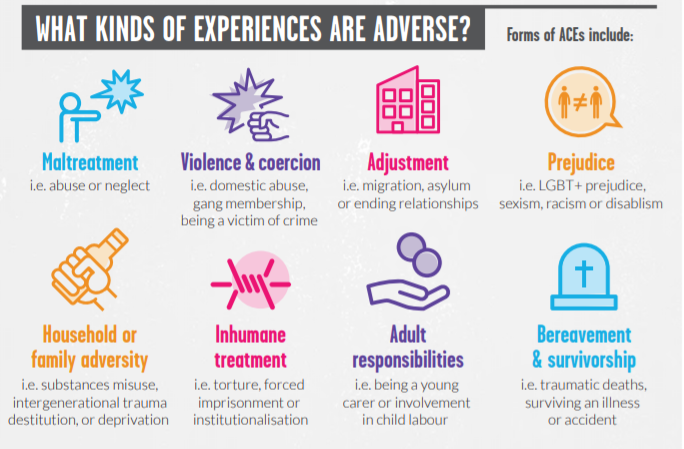 WHAT KINDS OF EXPERIENCES ARE ADVERSE?
Forms of ACEs include:
Maltreatment
i.e. abuse or neglect
Violence & coercion
i.e. domestic abuse,
gang membership,
being a victim of crime
Adjustment
i.e. migration, asylum
or ending relationships
Prejudice
i.e. LGBT+ prejudice,
sexism, racism or disablism
Household or
family adversity
i.e. substances misuse,
intergenerational trauma
destitution, or deprivation
Inhumane
treatment
i.e. torture, forced
imprisonment or
institutionalisation
Adult
responsibilities
i.e. being a young
carer or involvement
in child labour
Bereavement
& survivorship
i.e. traumatic deaths,
surviving an illness
or accident